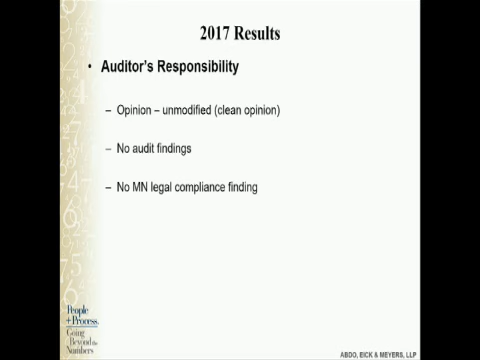 2017 Results
• Auditor's Responsibility
– Opinion – unmodified (clean opinion)
– No audit findings
– No MN legal compliance finding
People
+Process.
Going
Beyond the
Numbers
ABDO, EICK & MEYERS, LLP